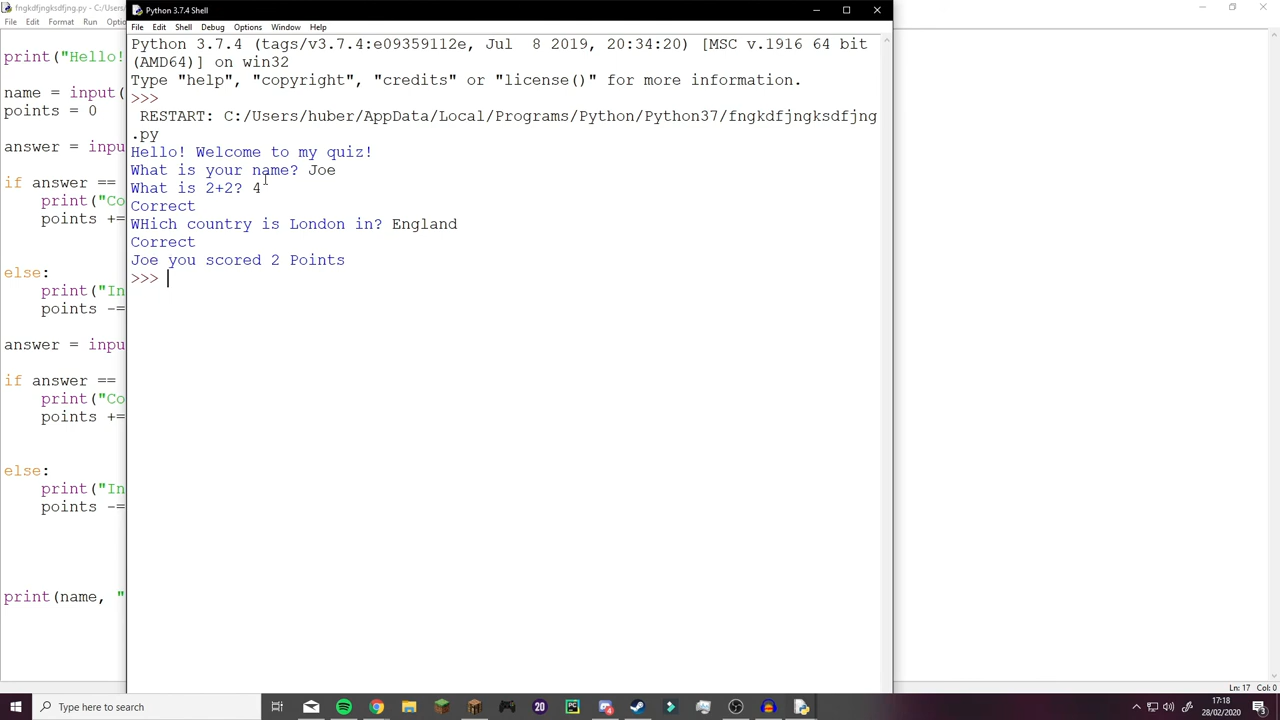 fngkdfjngksdfjng.py - C:/Users
File Edit Format Run Optio
print("Hello!
name = input(
points = 0
answer = inpu
if answer ==
print("Co
points +=
else:
print("In
points -=
answer = inpu
if answer ==
print("Co
points +=
else:
print("In
points -=
print(name, "
Python 3.7.4 Shell
File Edit Shell Debug Options Window Help
Python 3.7.4 (tags/v3.7.4:e09359112e, Jul 8 2019, 20:34:20) [MSC v.1916 64 bit
(AMD64)] on win32
Type "help", "copyright", "credits" or "license()" for more information.
>>>
RESTART: C:/Users/huber/AppData/Local/Programs/Python/Python37/fngkdfjngksdfjng
.py
Hello! Welcome to my quiz!
What is your name? Joe
What is 2+2? 4
Correct
WHich country is London in? England
Correct
Joe you scored 2 Points
>>>
Ln: 17 Col: 0
Type here to search
20
17:18
28/02/2020